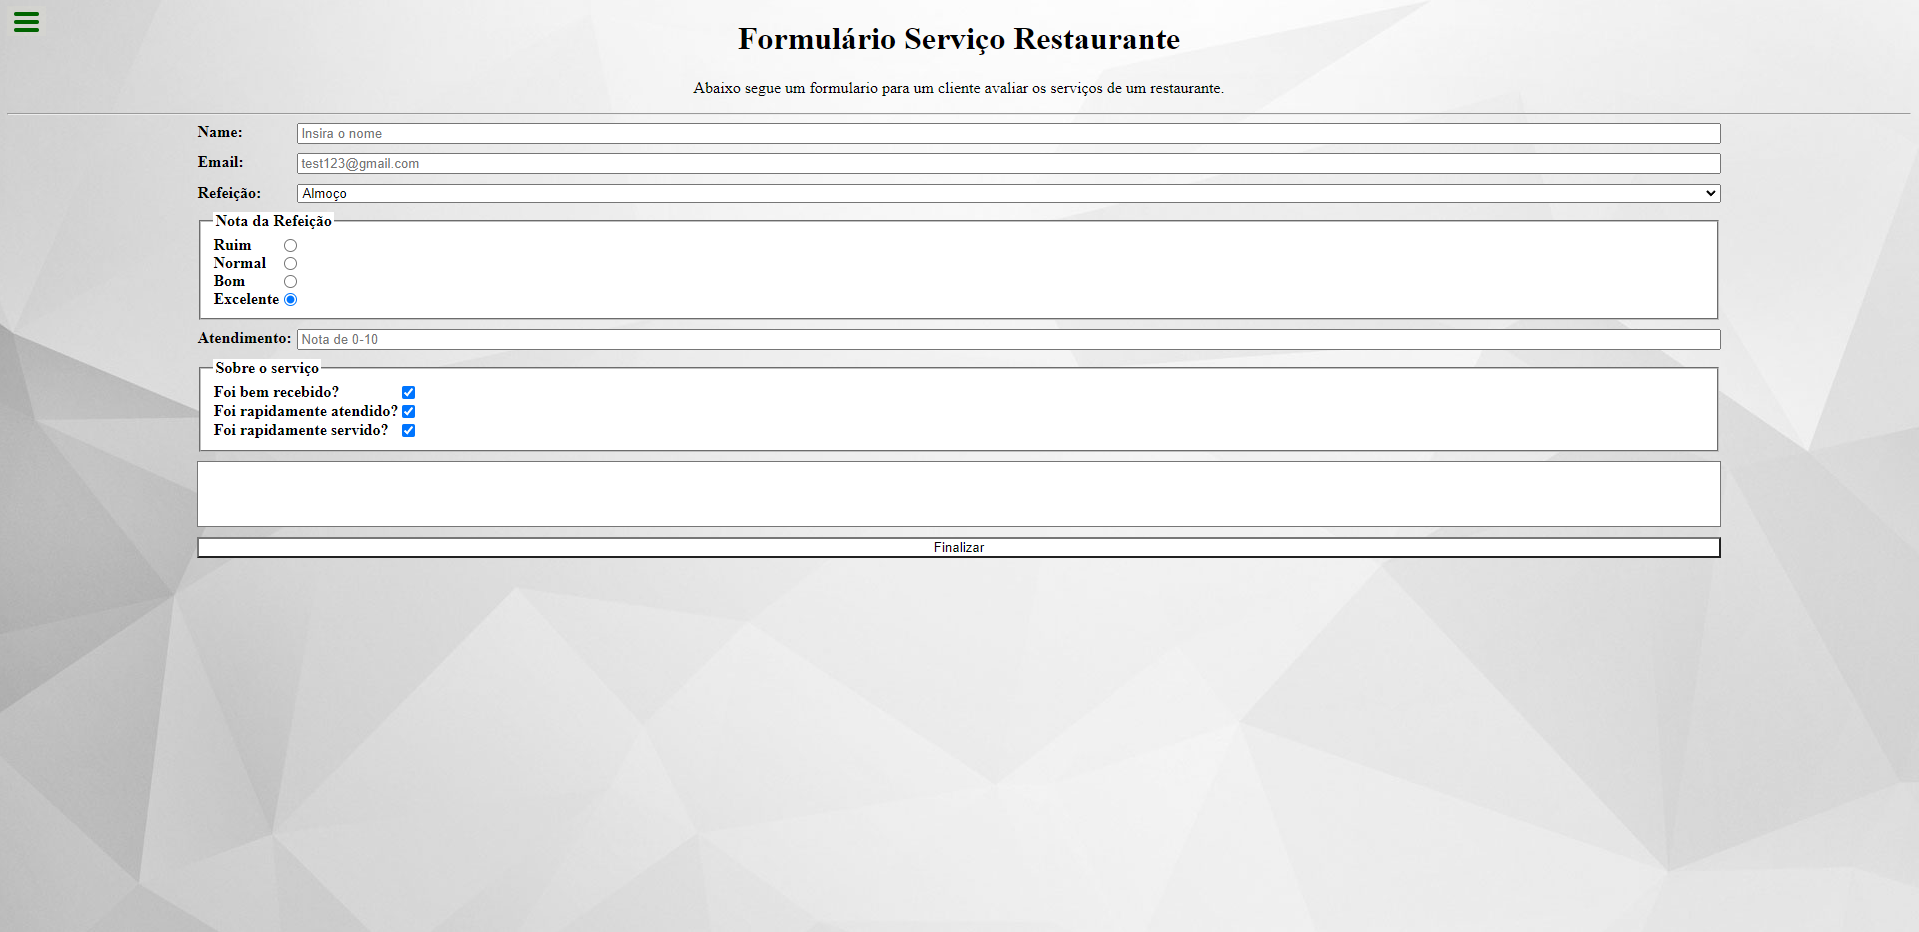 Formulário Serviço Restaurante
Abaixo segue um formulario para um cliente avaliar os serviços de um restaurante.
Name: Insira o nome
Email: test123@gmail.com
Refeição: Almoço
Nota da Refeição
Ruim
Normal
Bom
Excelente
Atendimento: Nota de 0-10
Sobre o serviço
Foi bem recebido?
Foi rapidamente atendido?
Foi rapidamente servido?
Finalizar